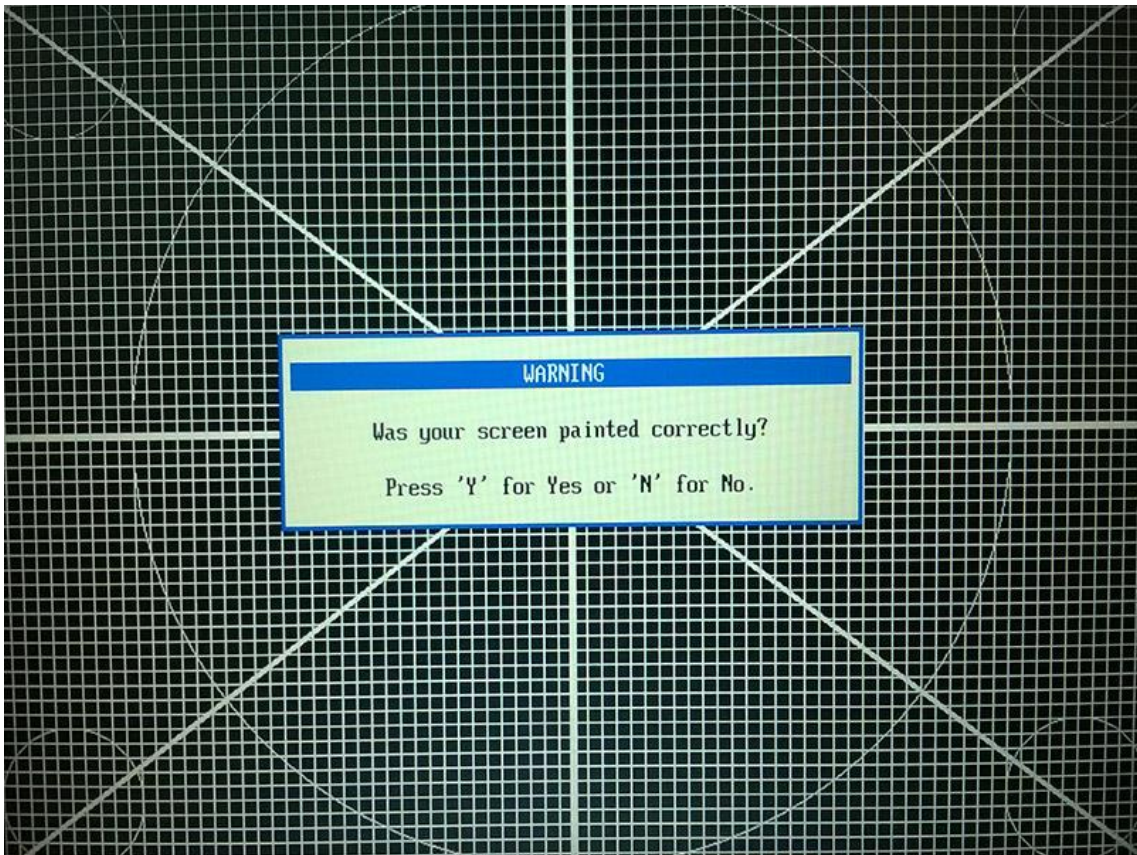 WARNING
Was your screen painted correctly?
Press 'Y' for Yes or 'N' for No.